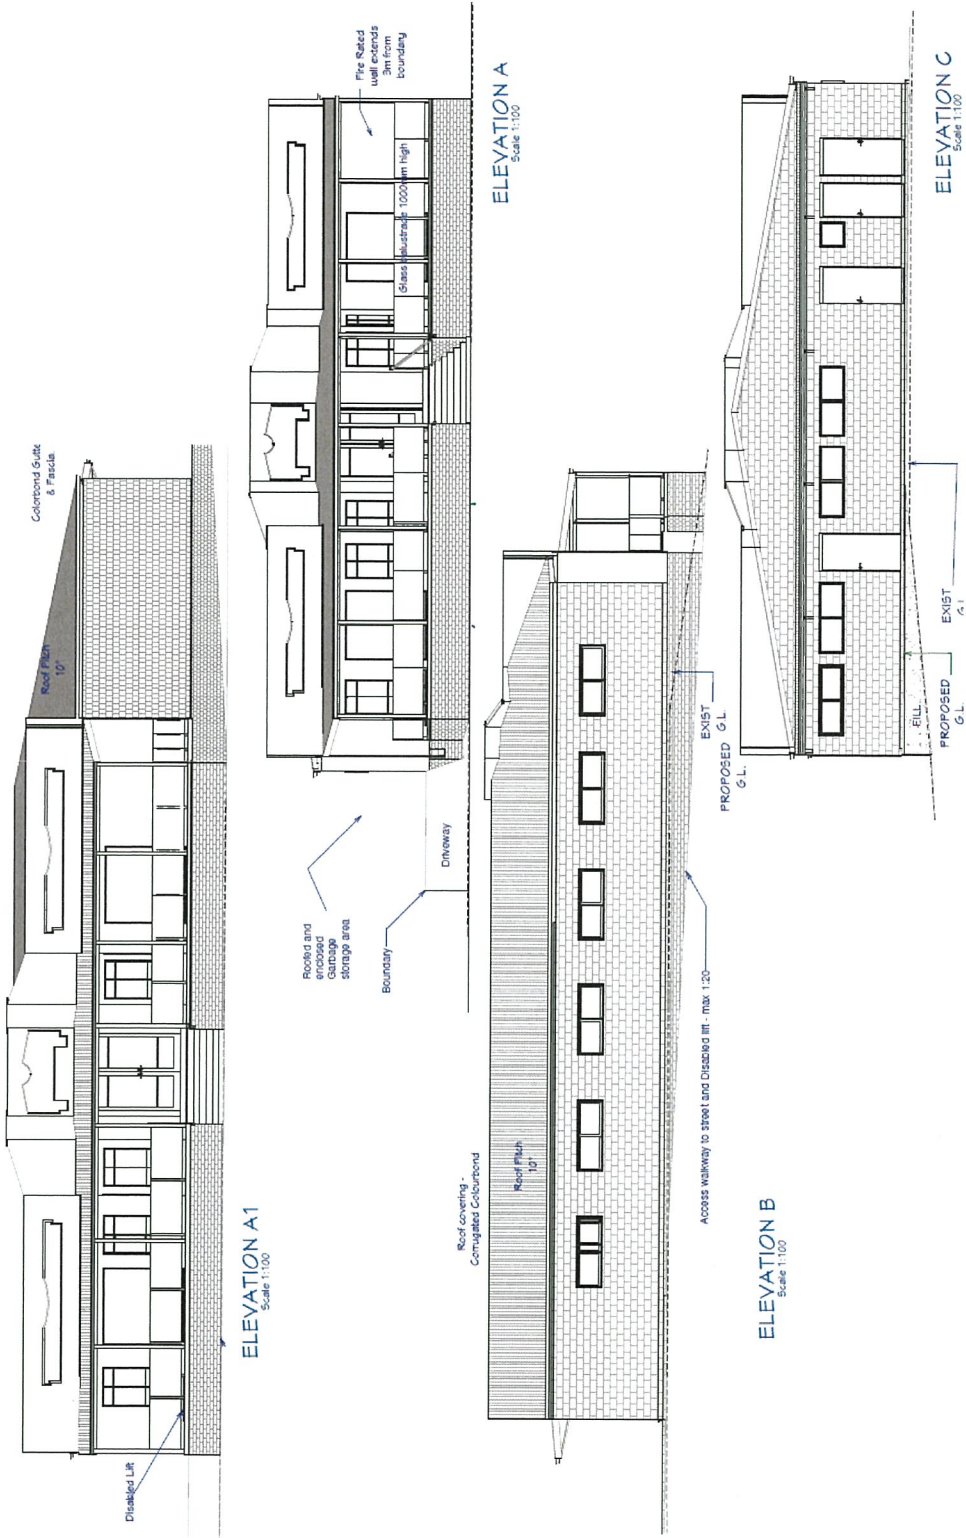 Colorbond Gutte
& Fascia
Roof Pitch
10°
Disabled Lift
ELEVATION A1
Scale 1:100
Fire Rated
wall extends
3m from
boundary
Glass balustrade 1000mm high
Roofed and
enclosed
Garbage
storage area
Boundary
Driveway
ELEVATION A
Scale 1:100
Roof covering -
Corrugated Colourbond
Roof Pitch
10°
EXIST
G.L.
PROPOSED
G.L.
Access walkway to street and Disabled lift - max 1:20
ELEVATION B
Scale 1:100
FILL
PROPOSED
G.L.
EXIST
G.L.
ELEVATION C
Scale 1:100